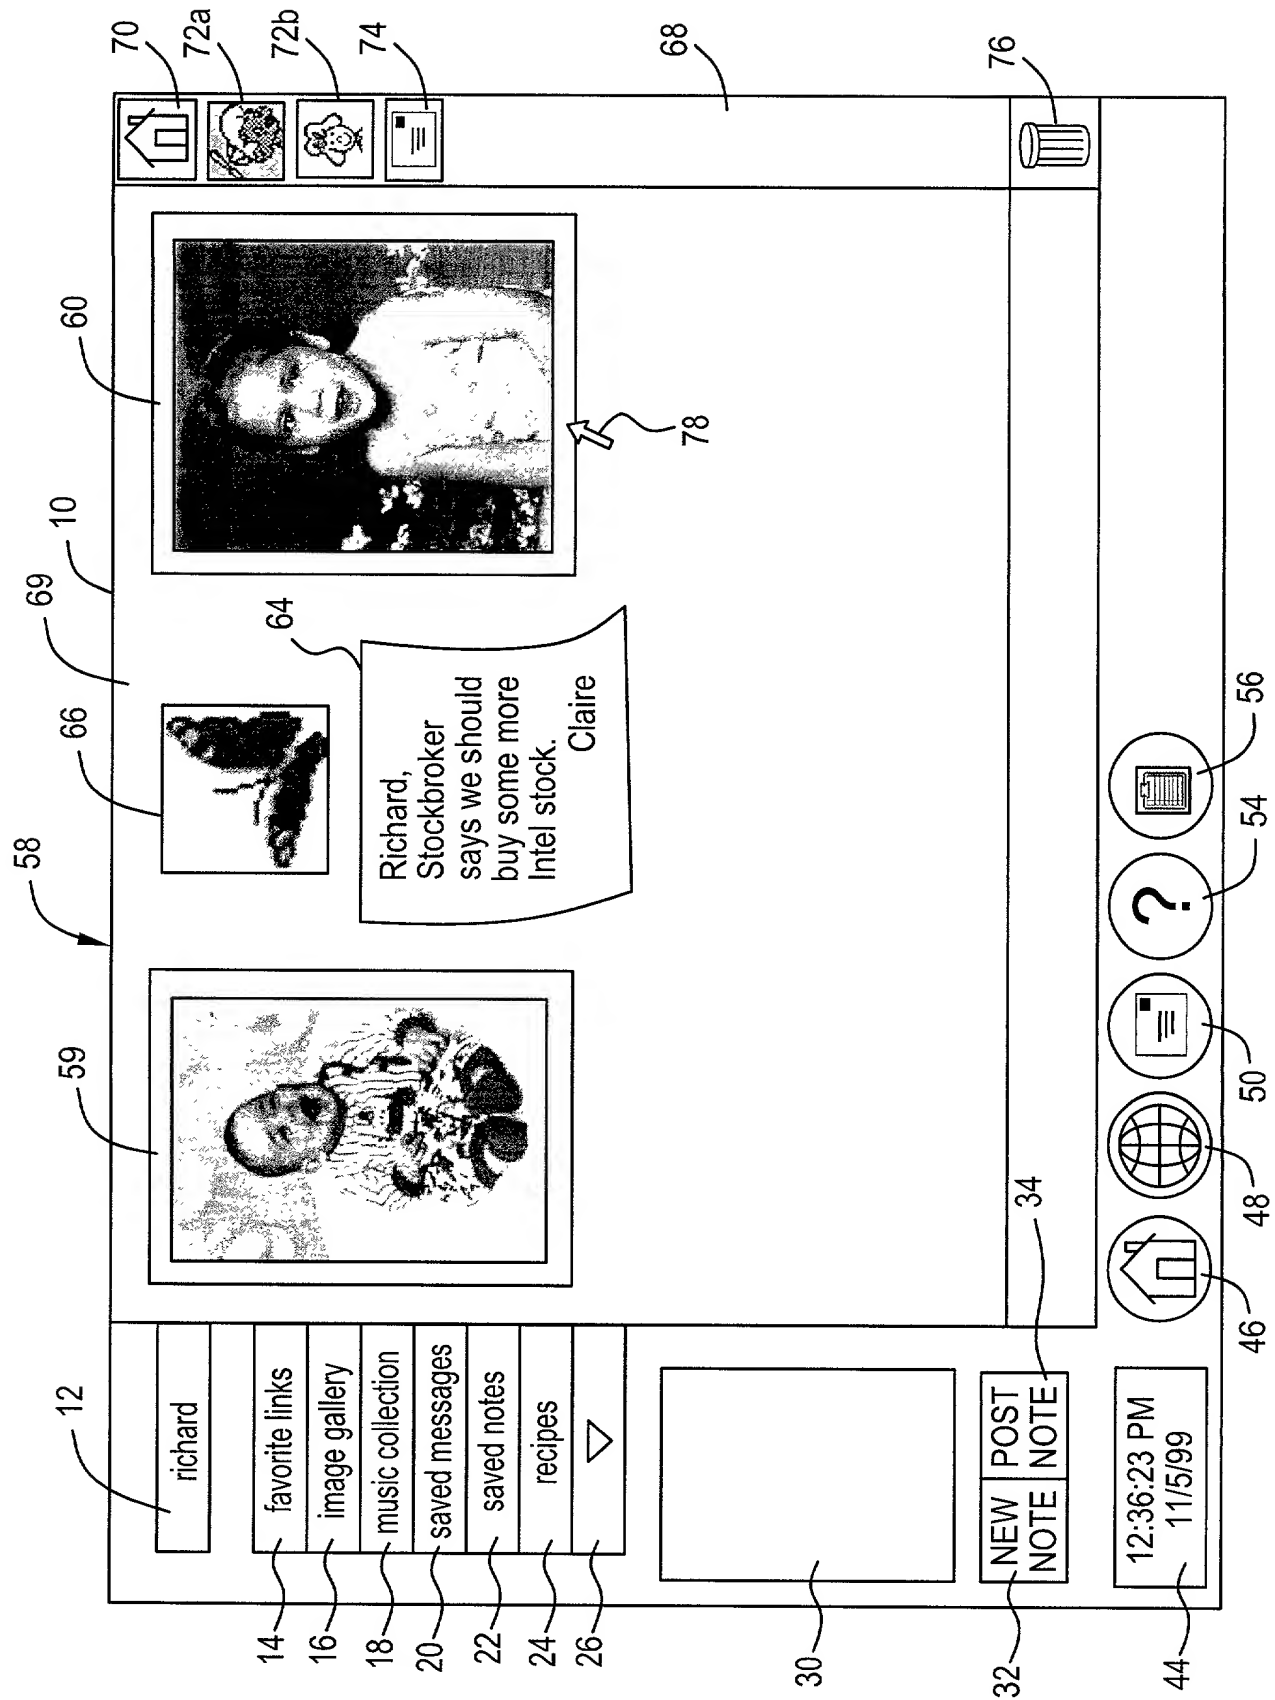 58
69
10
59
66
60
70
72a
72b
74
64
12
richard
14
favorite links
16
image gallery
18
music collection
20
saved messages
22
saved notes
24
recipes
26
Richard,
Stockbroker
says we should
buy some more
Intel stock.
Claire
78
68
30
32
NEW
NOTE
POST
NOTE
34
76
44
12:36:23 PM
11/5/99
46
48
50
?
54
56